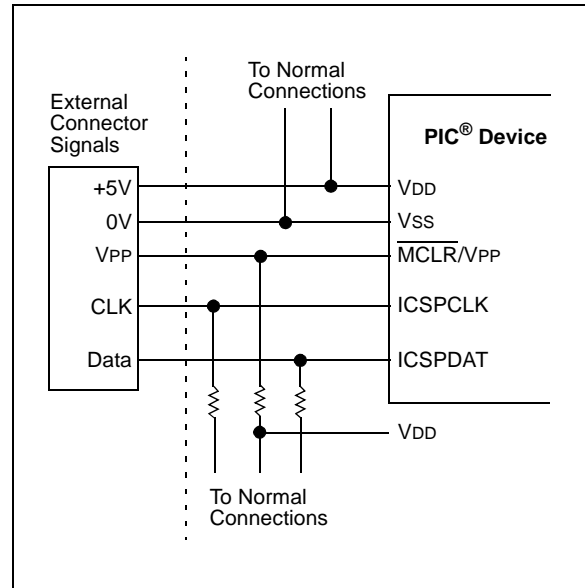 To Normal
Connections
External
Connector
Signals
PIC® Device
+5V
VDD
0V
VSS
VPP
MCLR/VPP
CLK
ICSPCLK
Data
ICSPDAT
VDD
To Normal
Connections